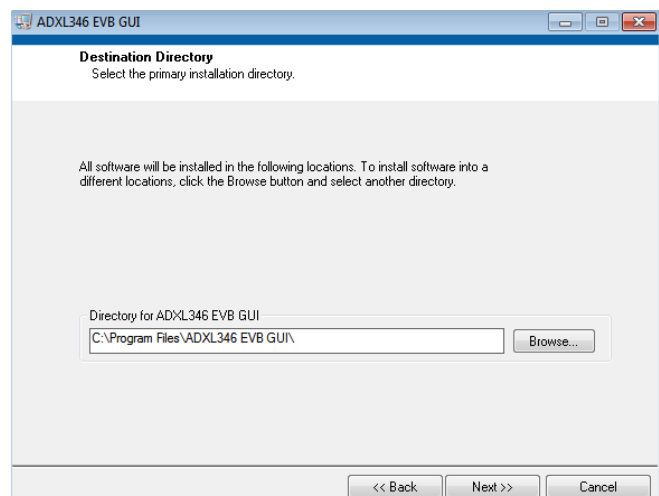 ADXL346 EVB GUI
Destination Directory
Select the primary installation directory.
All software will be installed in the following locations. To install software into a
different locations, click the Browse button and select another directory.
Directory for ADXL346 EVB GUI
C:\Program Files\ADXL346 EVB GUI\
Browse...
<< Back
Next >>
Cancel